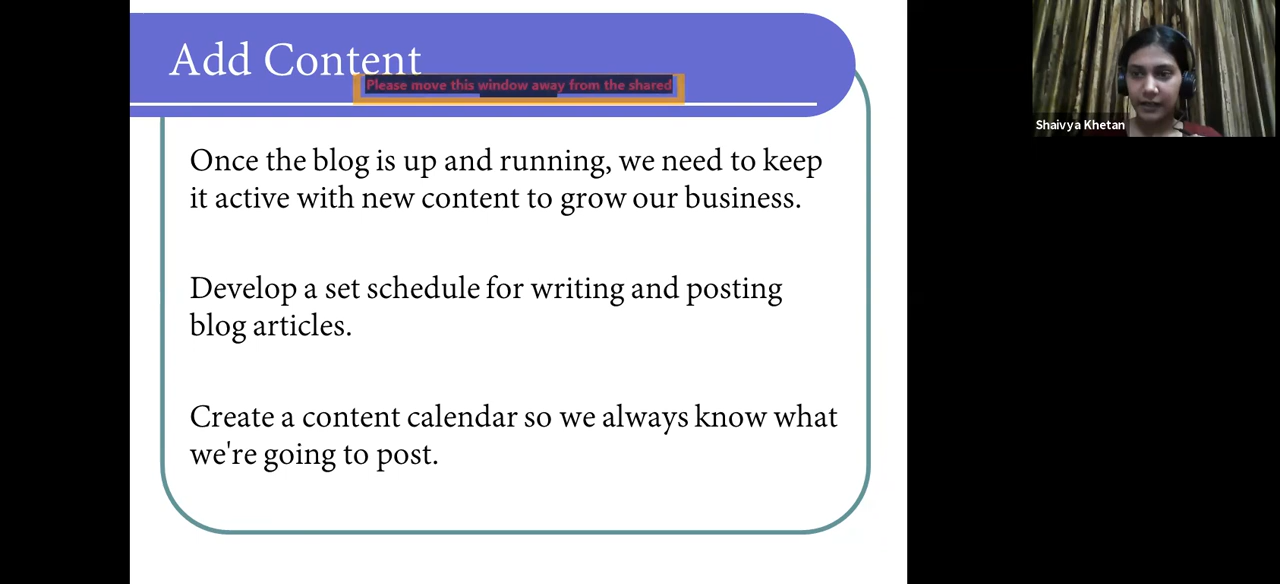 Add Content
Please move this window away from the shared
Shaivya Khetan
Once the blog is up and running, we need to keep
it active with new content to grow our business.
Develop a set schedule for writing and posting
blog articles.
Create a content calendar so we always know what
we're going to post.